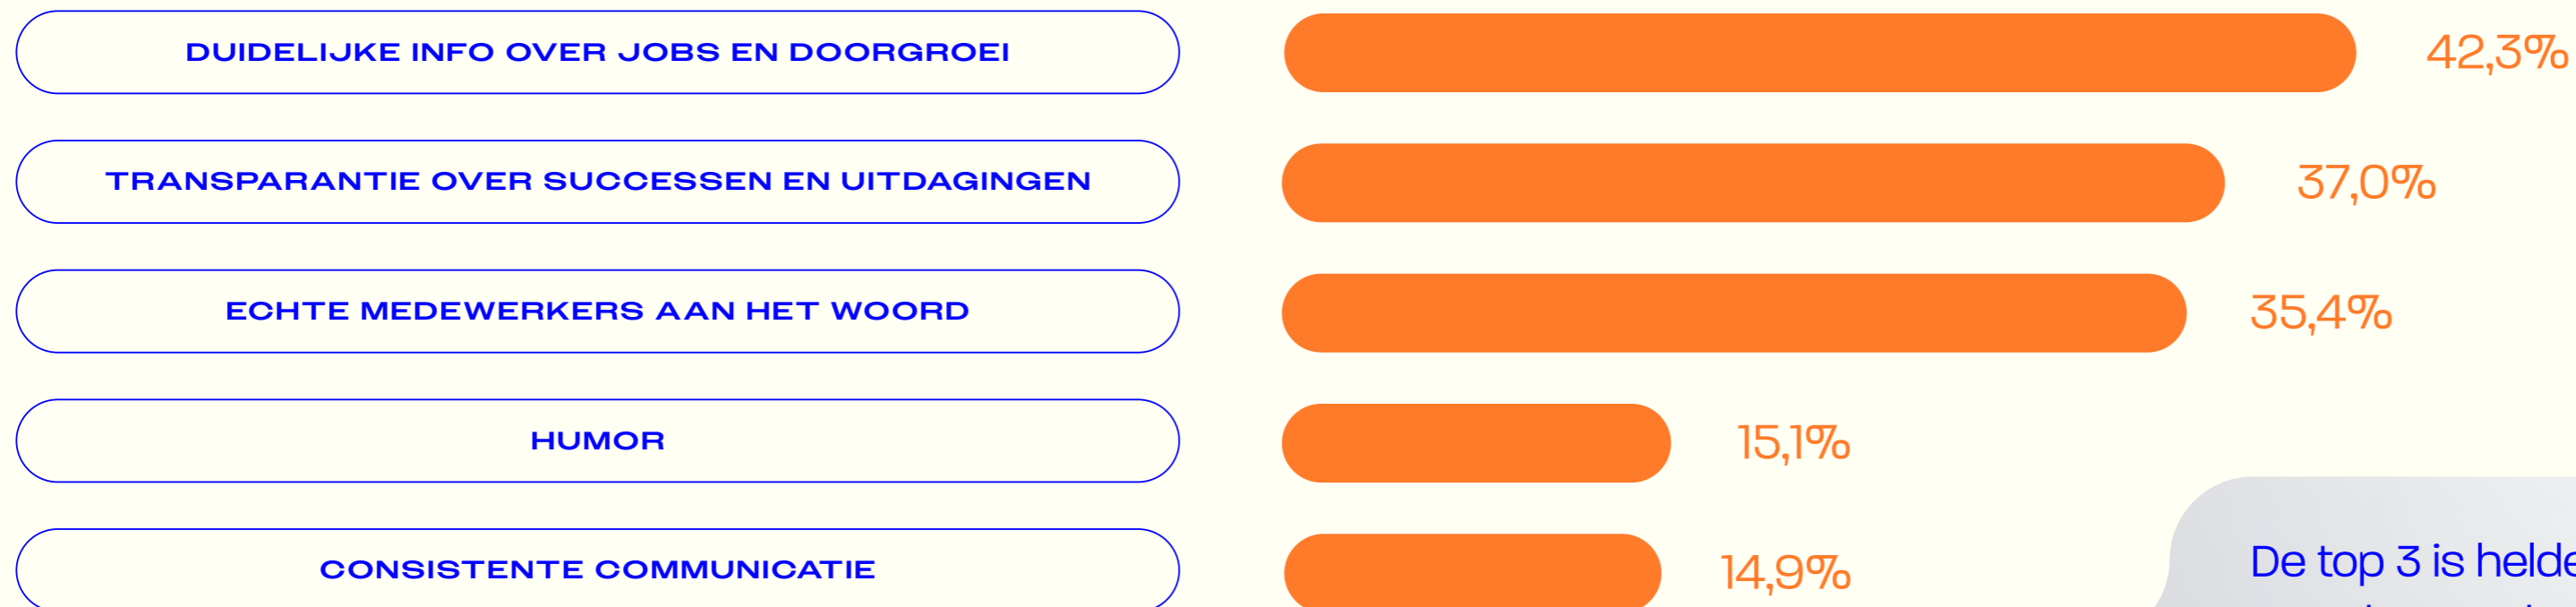 DUIDELIJKE INFO OVER JOBS EN DOORGROEI
42,3%
TRANSPARANTIE OVER SUCCESSEN EN UITDAGINGEN
37,0%
ECHTE MEDEWERKERS AAN HET WOORD
35,4%
HUMOR
15,1%
CONSISTENTE COMMUNICATIE
14,9%
De top 3 is helde